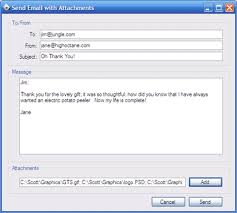 Send Email with Attachments
To/From
To: jim@jungle.com
From: jane@highoctane.com
Subject: Oh Thank You!
Message
Jim:
Thank you for the lovely gift; it was so thoughtful; how did you know that I have always
wanted an electric potato peeler. Now my life is complete!
Jane
Attachments
C:\Scott\Graphics\GTS.gif; C:\Scott\Graphics\logo.PSD; C:\Scott\Graphi Add
Cancel Send